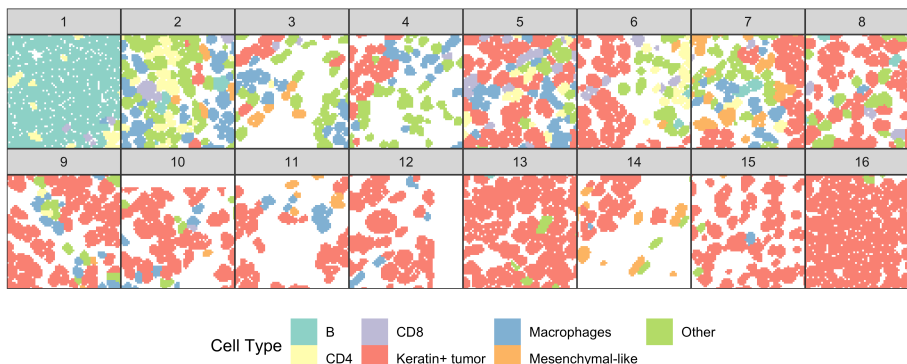 1 2 3 4 5 6 7 8
9 10 11 12 13 14 15 16
Cell Type B CD8 Macrophages Other
CD4 Keratin+ tumor Mesenchymal-like